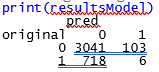 print(resultsModel)
pred
original 0 1
0 3041 103
1 718 6